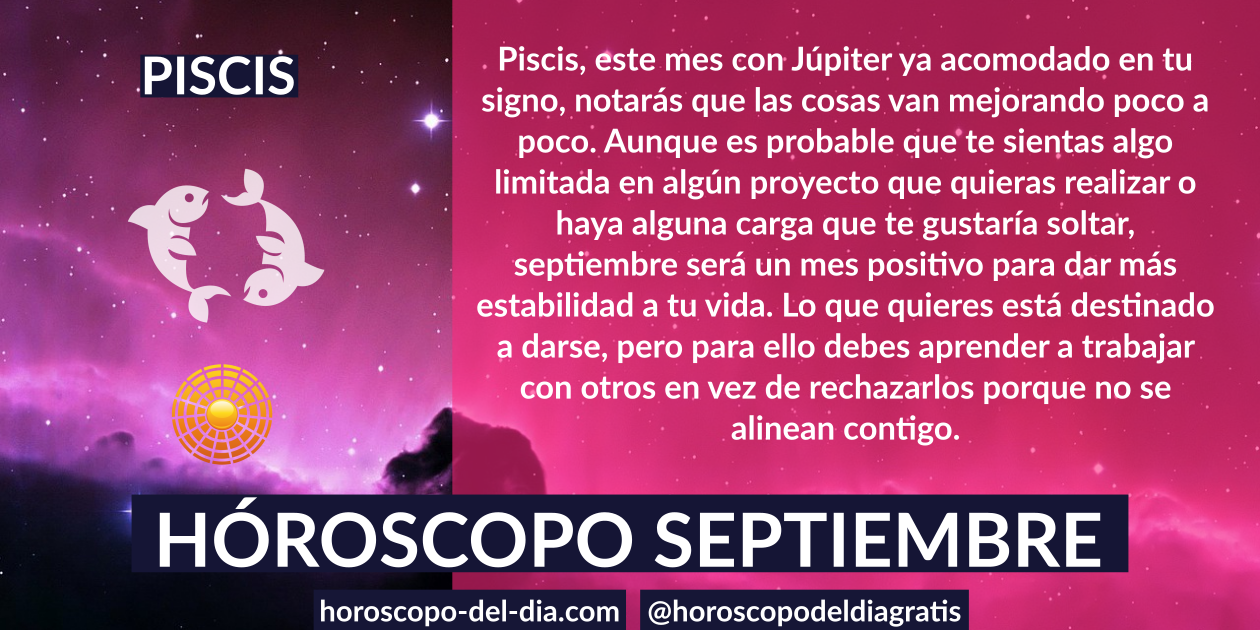 PISCIS
Piscis, este mes con Júpiter ya acomodado en tu
signo, notarás que las cosas van mejorando poco a
poco. Aunque es probable que te sientas algo
limitada en algún proyecto que quieras realizar o
haya alguna carga que te gustaría soltar,
septiembre será un mes positivo para dar más
estabilidad a tu vida. Lo que quieres está destinado
a darse, pero para ello debes aprender a trabajar
con otros en vez de rechazarlos porque no se
alinean contigo.
HÓROSCOPO SEPTIEMBRE
horoscopo-del-dia.com
@horoscopodeldiagratis